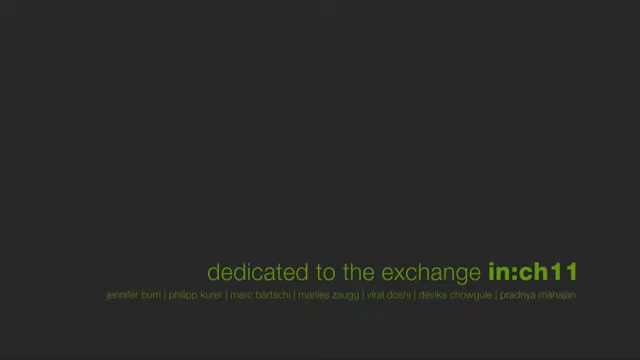 dedicated to the exchange in:ch11
jennifer bürri | philipp kurer | marc bärtschi | marlies zaugg | viral doshi | devika chowgule | pradnya mahajan